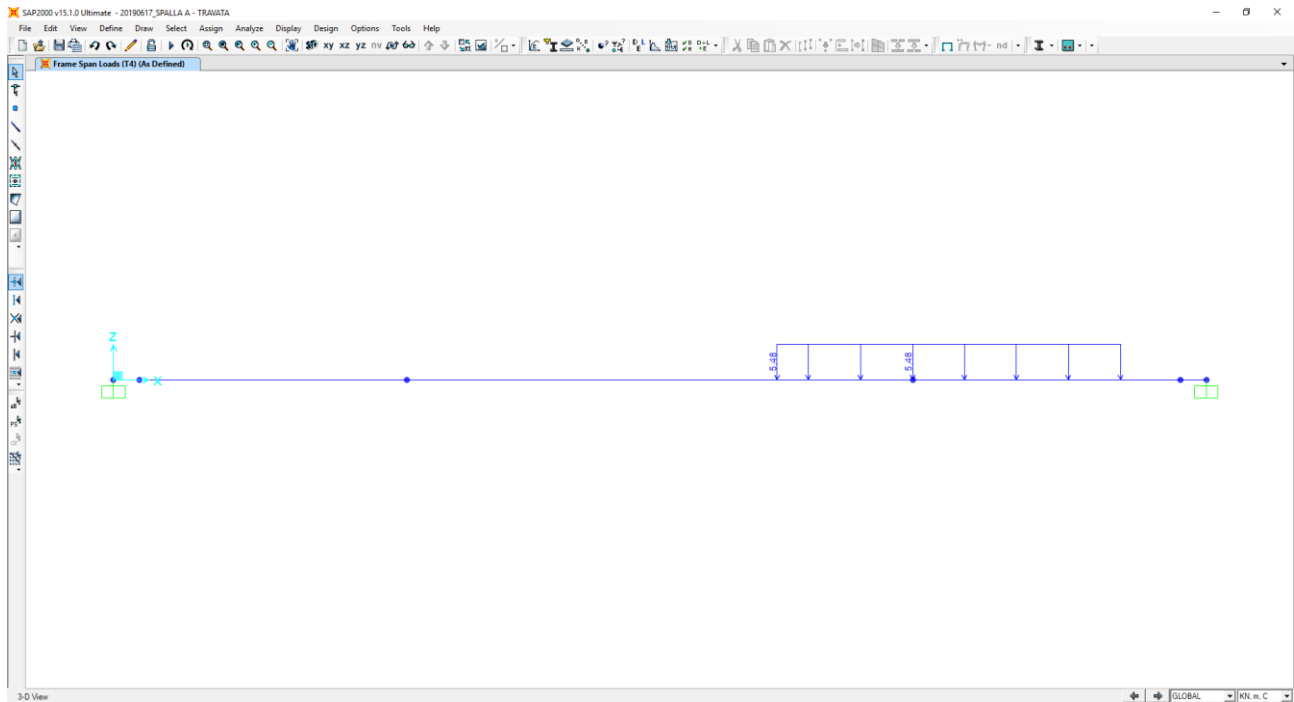 SAP2000 v15.1.0 Ultimate - 20190617_SPALLA A - TRAVATA
File Edit View Define Draw Select Assign Analyze Display Design Options Tools Help
xy xz yz nv nd
Frame Span Loads (T4) (As Defined)
Z
X
5.48 5.48
3-D View GLOBAL KN, m, C